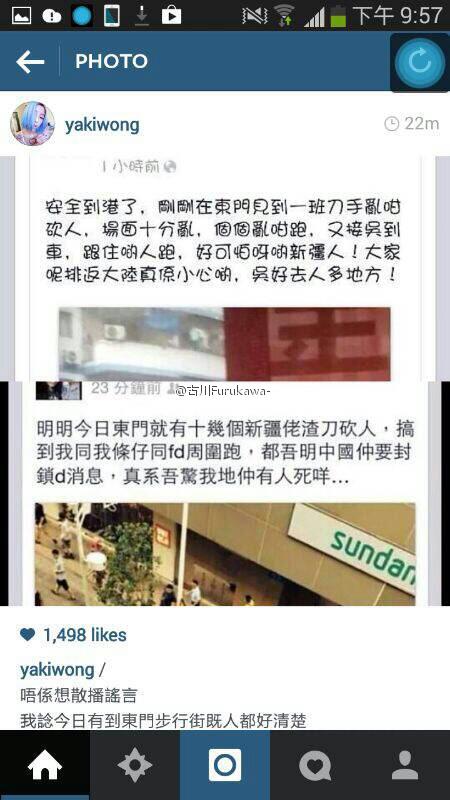 下午 9:57
PHOTO
yakiwong
22m
1 小時前
安全到港了，剛剛在東門見到一班刀手亂咁
砍人，場面十分亂，個個亂咁跑，又接吳到
車，跟住啲人跑，好可怕呀啲新疆人！大家
呢排返大陸真係小心啲，吳好去人多地方！
23 分鐘前
@古川Furukawa-
明明今日東門就有十幾個新疆佬渣刀砍人，搞
到我同我條仔同fd周圍跑，都吾明中國仲要封
鎖d消息，真系吾驚我地仲有人死咩...
sundan
1,498 likes
yakiwong /
唔係想散播謠言
我諗今日有到東門步行街既人都好清楚